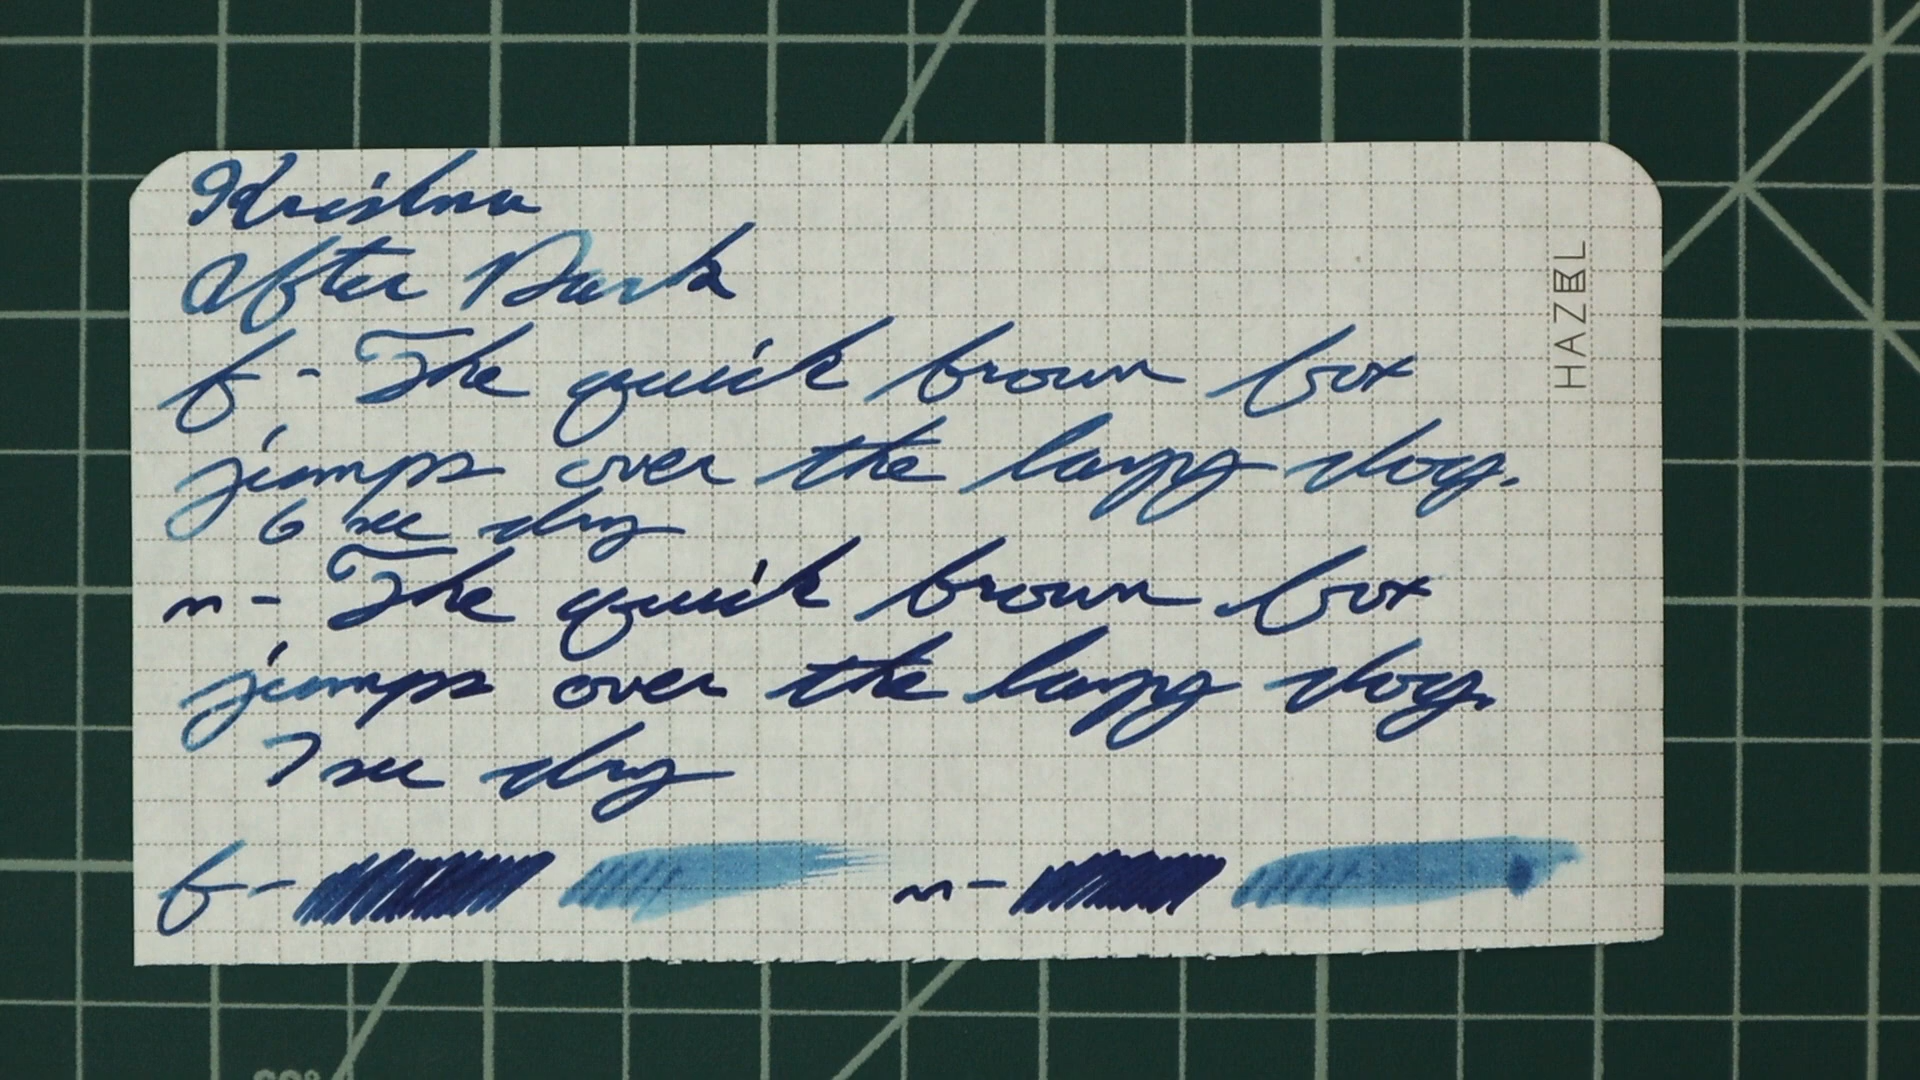 Krishna
After Dark
f - The quick brown fox
jumps over the lazy dog.
6 sec dry
m - The quick brown fox
jumps over the lazy dog.
7 sec dry
f - m -
HAZEL